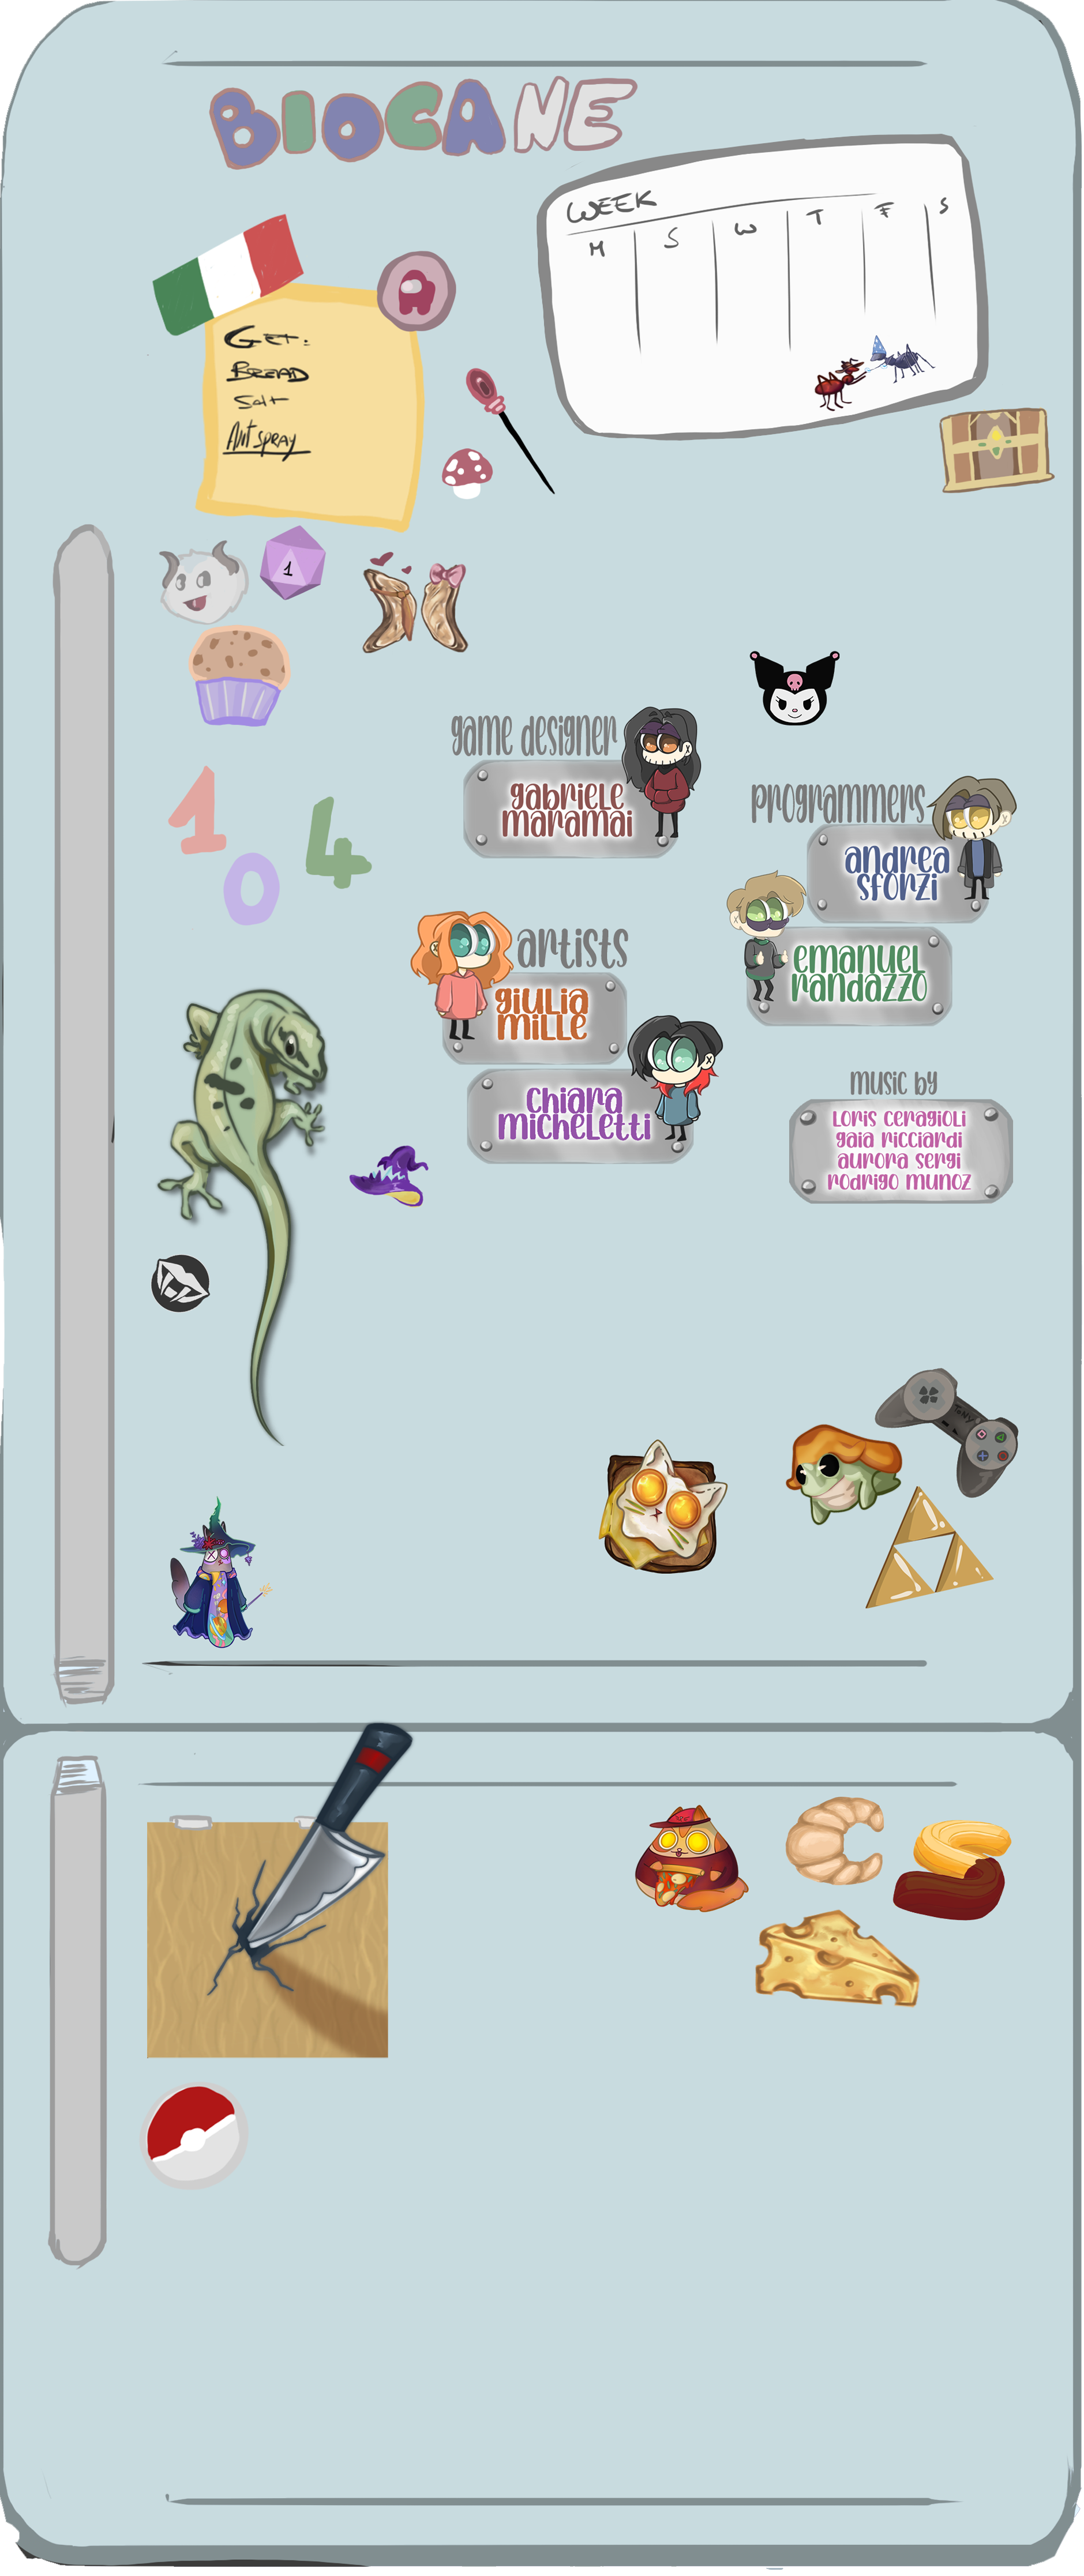 BIOCANE
WEEK
M S W T F S
GET:
BREAD
Salt
Ant spray
1
game designer
gabriele
maramai
programmers
andrea
sforzi
emanuel
randazzo
1 0 4
artists
giulia
mille
chiara
micheletti
music by
Loris ceragioli
gaia ricciardi
aurora sergi
rodrigo munoz